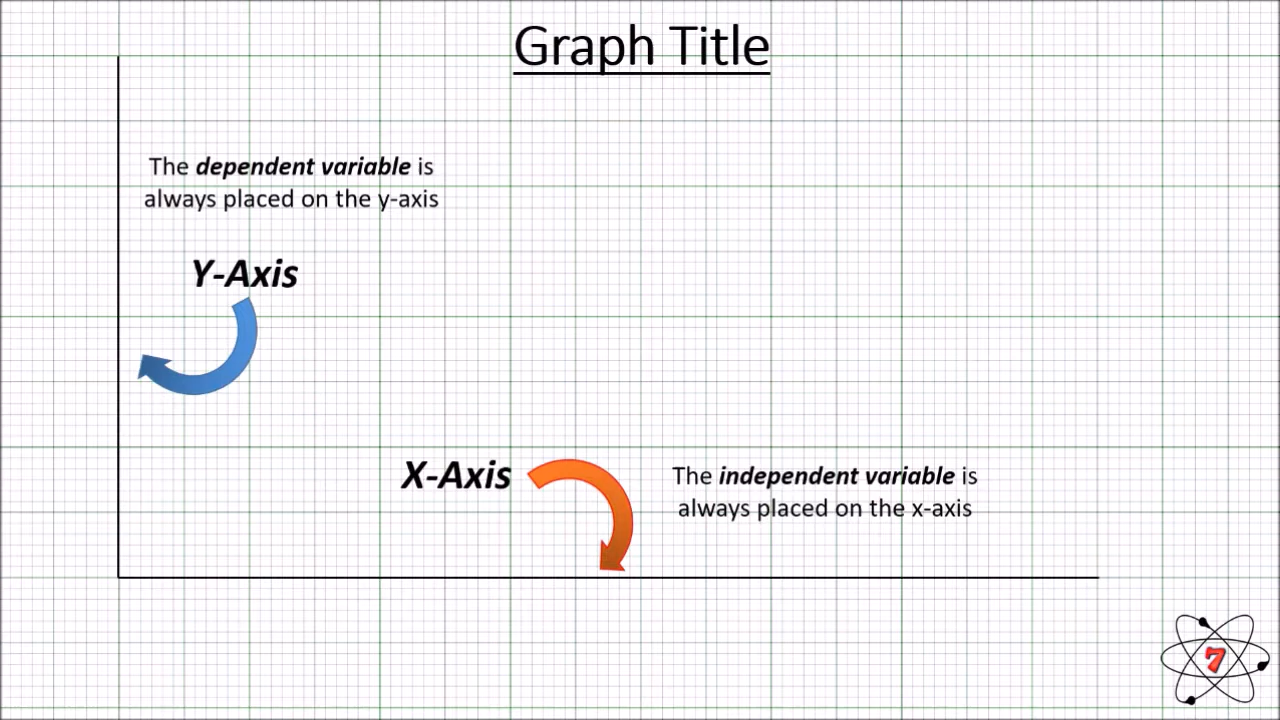 Graph Title
The dependent variable is
always placed on the y-axis
Y-Axis
X-Axis
The independent variable is
always placed on the x-axis
7